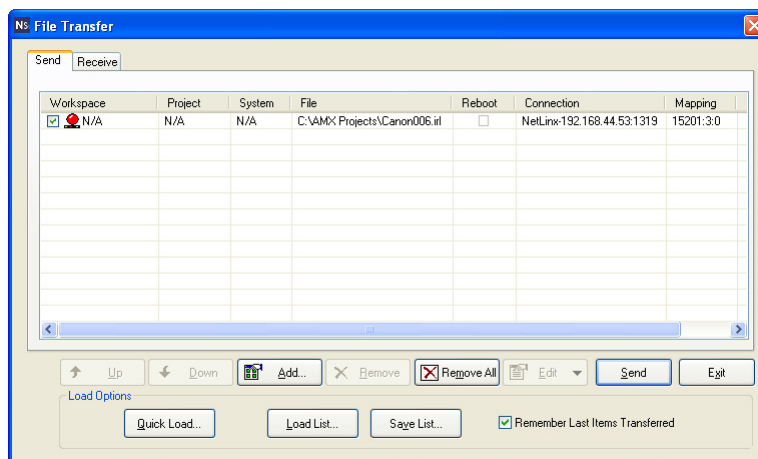 NS File Transfer
Send Receive
Workspace Project System File Reboot Connection Mapping
N/A N/A N/A C:\AMX Projects\Canon006.irl NetLinx-192.168.44.53:1319 15201:3:0
Up Down Add... Remove Remove All Edit Send Exit
Load Options
Quick Load... Load List... Save List... Remember Last Items Transferred